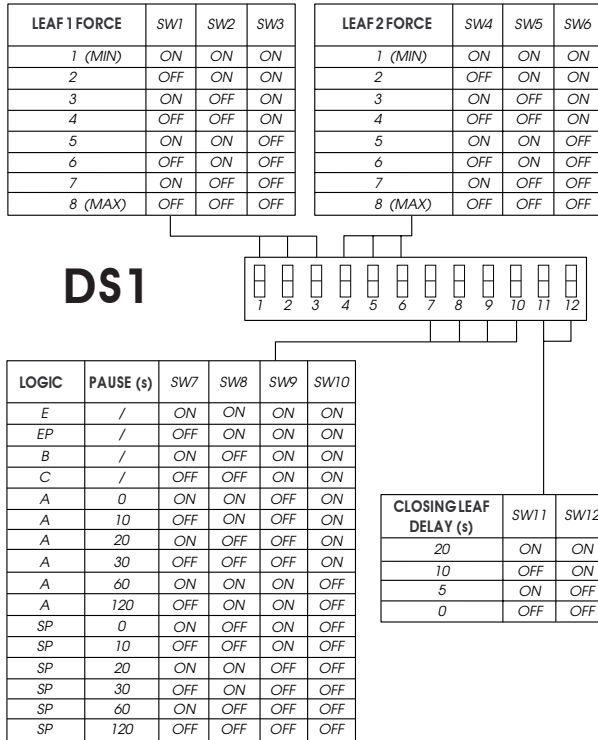 LEAF 1 FORCE SW1 SW2 SW3
1 (MIN) ON ON ON
2 OFF ON ON
3 ON OFF ON
4 OFF OFF ON
5 ON ON OFF
6 OFF ON OFF
7 ON OFF OFF
8 (MAX) OFF OFF OFF
LEAF 2 FORCE SW4 SW5 SW6
1 (MIN) ON ON ON
2 OFF ON ON
3 ON OFF ON
4 OFF OFF ON
5 ON ON OFF
6 OFF ON OFF
7 ON OFF OFF
8 (MAX) OFF OFF OFF
DS1
1 2 3 4 5 6 7 8 9 10 11 12
LOGIC PAUSE (s) SW7 SW8 SW9 SW10
E / ON ON ON ON
EP / OFF ON ON ON
B / ON OFF ON ON
C / OFF OFF ON ON
A 0 ON ON OFF ON
A 10 OFF ON OFF ON
A 20 ON OFF OFF ON
A 30 OFF OFF OFF ON
A 60 ON ON ON OFF
A 120 OFF ON ON OFF
SP 0 ON OFF ON OFF
SP 10 OFF OFF ON OFF
SP 20 ON ON OFF OFF
SP 30 OFF ON OFF OFF
SP 60 ON OFF OFF OFF
SP 120 OFF OFF OFF OFF
CLOSING LEAF
DELAY (s) SW11 SW12
20 ON ON
10 OFF ON
5 ON OFF
0 OFF OFF